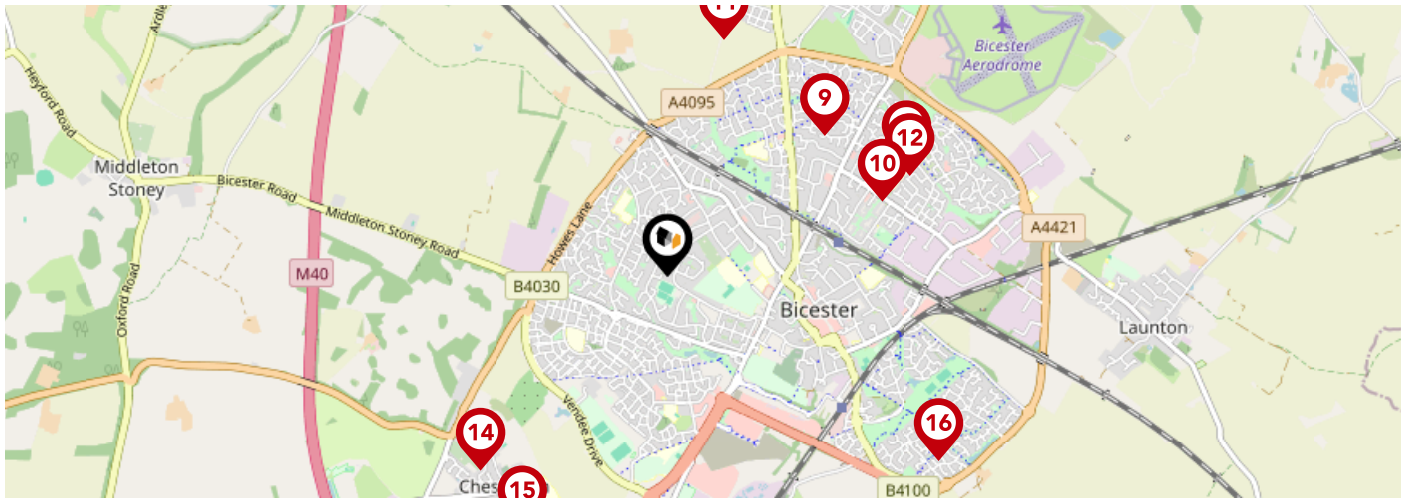 Heyford Road
Middleton
Stoney
Bicester Road
Middleton Stoney Road
Oxford Road
M40
Howes Lane
B4030
A4095
9
12
10
Bicester
Aerodrome
A4421
Bicester
Launton
Vendee Drive
14
15
16
B4100